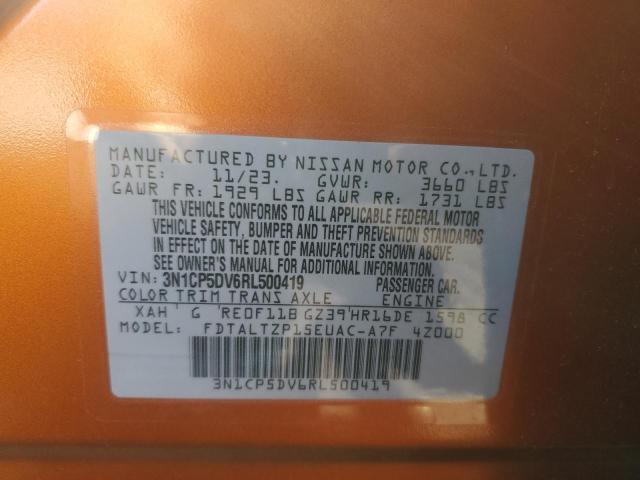 MANUFACTURED BY NISSAN MOTOR CO.,LTD.
DATE: 11/23. GVWR: 3660 LBS
GAWR FR: 1929 LBS GAWR RR: 1731 LBS
THIS VEHICLE CONFORMS TO ALL APPLICABLE FEDERAL MOTOR
VEHICLE SAFETY, BUMPER AND THEFT PREVENTION STANDARDS
IN EFFECT ON THE DATE OF MANUFACTURE SHOWN ABOVE.
SEE OWNER'S MANUAL FOR ADDITIONAL INFORMATION.
VIN: 3N1CP5DV6RL500419 PASSENGER CAR.
COLOR TRIM TRANS AXLE ENGINE
XAH G RE0F11B GZ39 HR16DE 1598 CC
MODEL: FDTALTZP15EUAC-A7F 4Z000
3N1CP5DV6RL500419